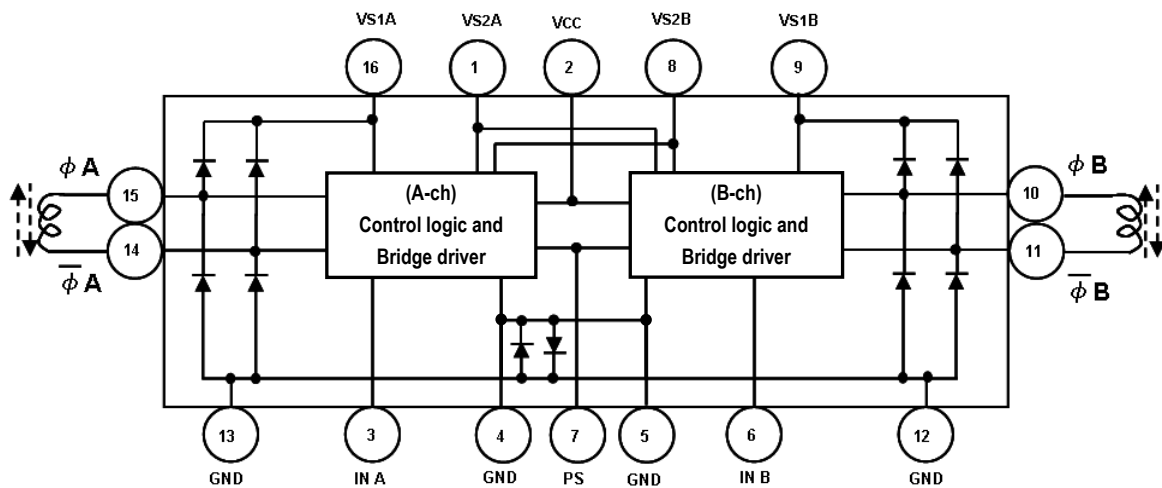 VS1A VS2A VCC VS2B VS1B
16 1 2 8 9
ϕ A
ϕ B
15
10
(A-ch)
Control logic and
Bridge driver
(B-ch)
Control logic and
Bridge driver
14
11
ϕ̅ A
ϕ̅ B
13 3 4 7 5 6 12
GND IN A GND PS GND IN B GND